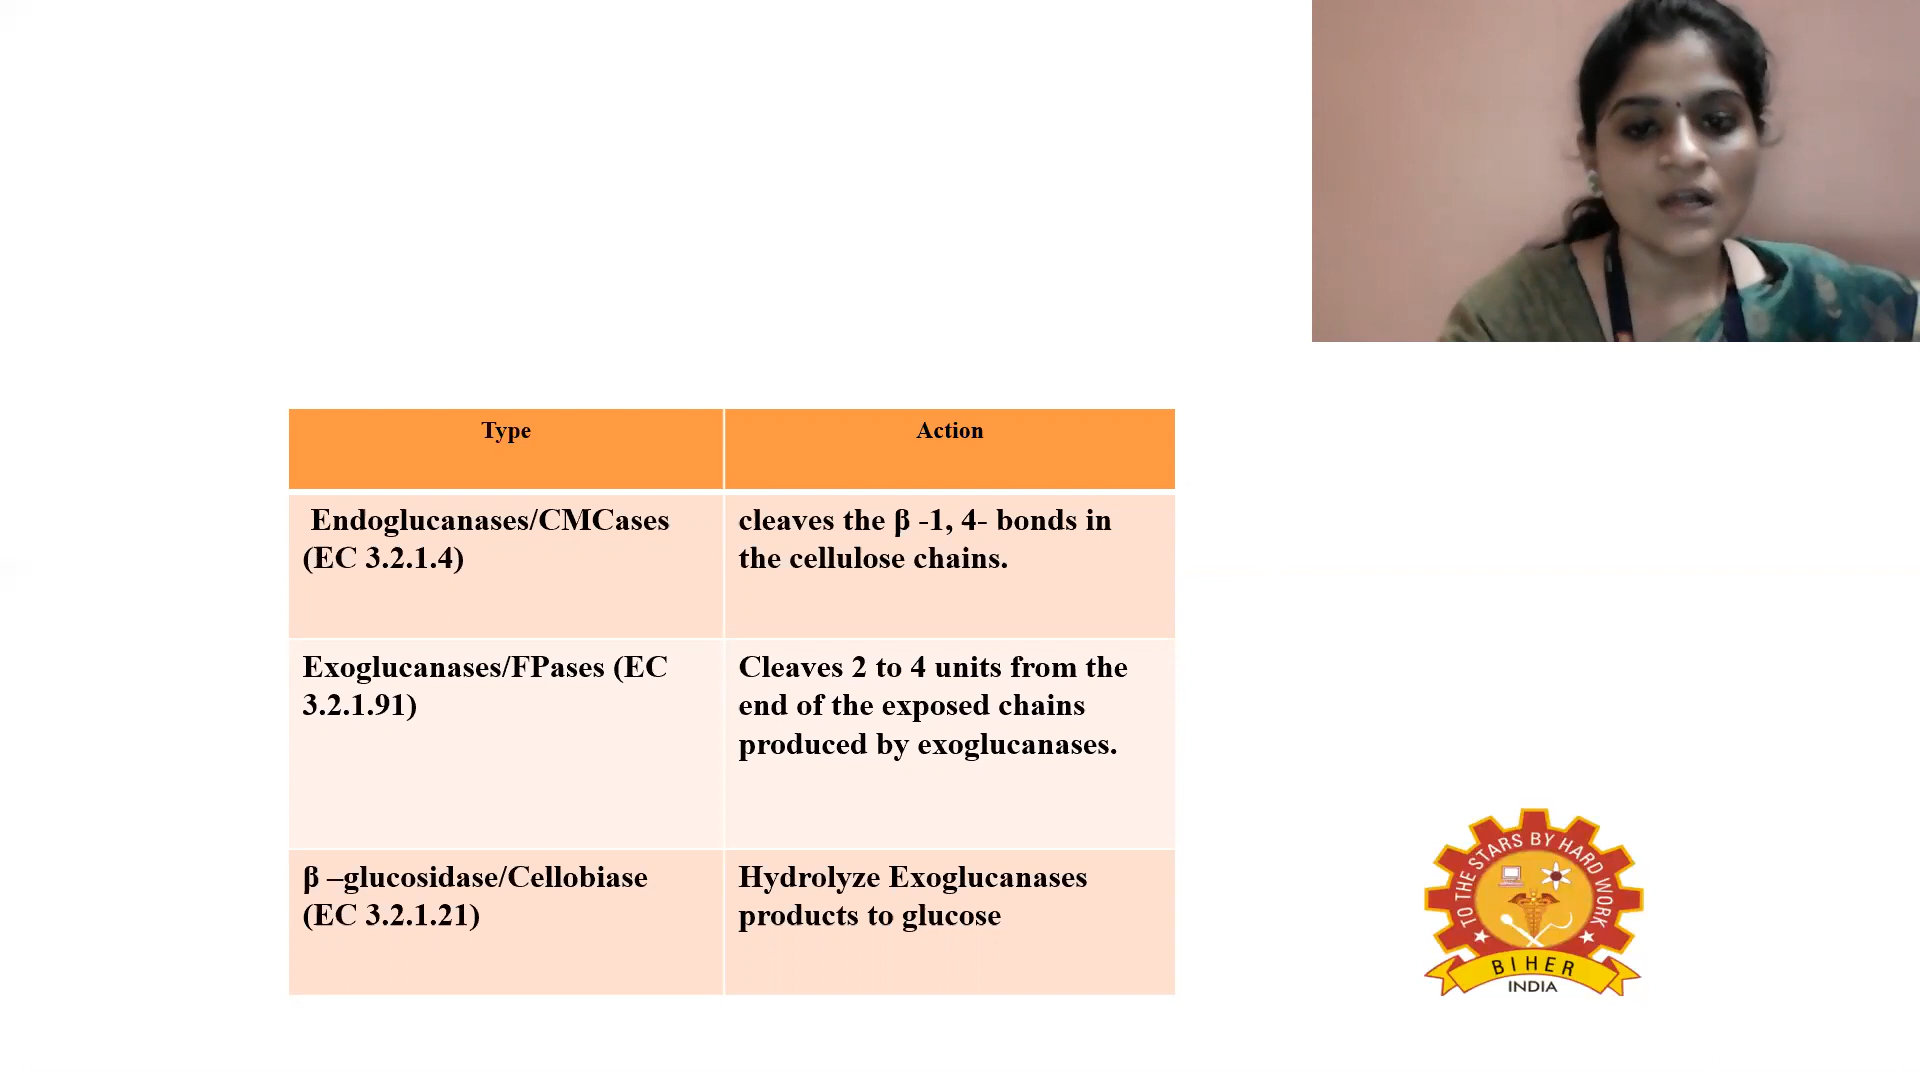 Type
Action
Endoglucanases/CMCases
(EC 3.2.1.4)
cleaves the β -1, 4- bonds in
the cellulose chains.
Exoglucanases/FPases (EC
3.2.1.91)
Cleaves 2 to 4 units from the
end of the exposed chains
produced by exoglucanases.
β –glucosidase/Cellobiase
(EC 3.2.1.21)
Hydrolyze Exoglucanases
products to glucose
TO THE STARS BY HARD WORK
BIHER
INDIA